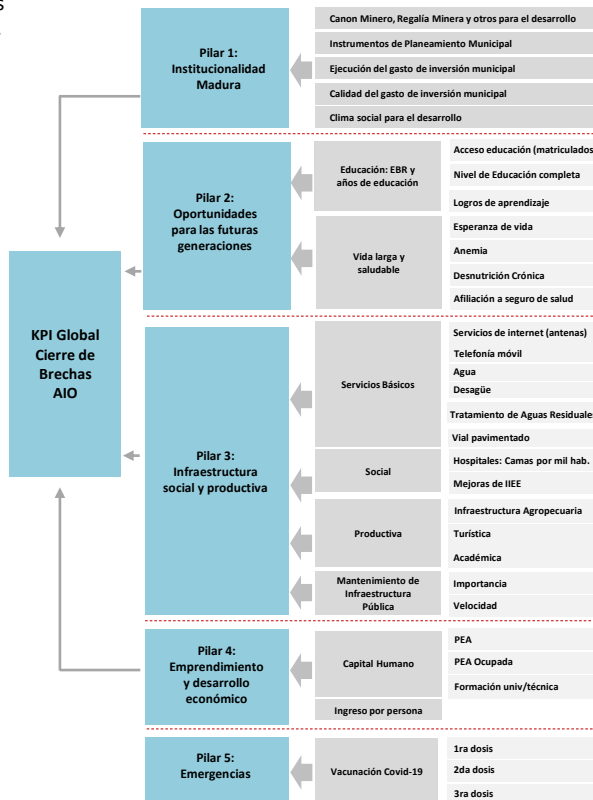 s
Pilar 1:
Institucionalidad
Madura
Canon Minero, Regalía Minera y otros para el desarrollo
Instrumentos de Planeamiento Municipal
Ejecución del gasto de inversión municipal
Calidad del gasto de inversión municipal
Clima social para el desarrollo
Pilar 2:
Oportunidades
para las futuras
generaciones
Educación: EBR y
años de educación
Acceso educación (matriculados
Nivel de Educación completa
Logros de aprendizaje
Vida larga y
saludable
Esperanza de vida
Anemia
Desnutrición Crónica
Afiliación a seguro de salud
KPI Global
Cierre de
Brechas
AIO
Pilar 3:
Infraestructura
social y productiva
Servicios Básicos
Servicios de internet (antenas)
Telefonía móvil
Agua
Desagüe
Tratamiento de Aguas Residuale
Vial pavimentado
Social
Hospitales: Camas por mil hab.
Mejoras de IIEE
Productiva
Infraestructura Agropecuaria
Turística
Académica
Mantenimiento de
Infraestructura
Pública
Importancia
Velocidad
Pilar 4:
Emprendimiento
y desarrollo
económico
Capital Humano
PEA
PEA Ocupada
Formación univ/técnica
Ingreso por persona
Pilar 5:
Emergencias
Vacunación Covid-19
1ra dosis
2da dosis
3ra dosis